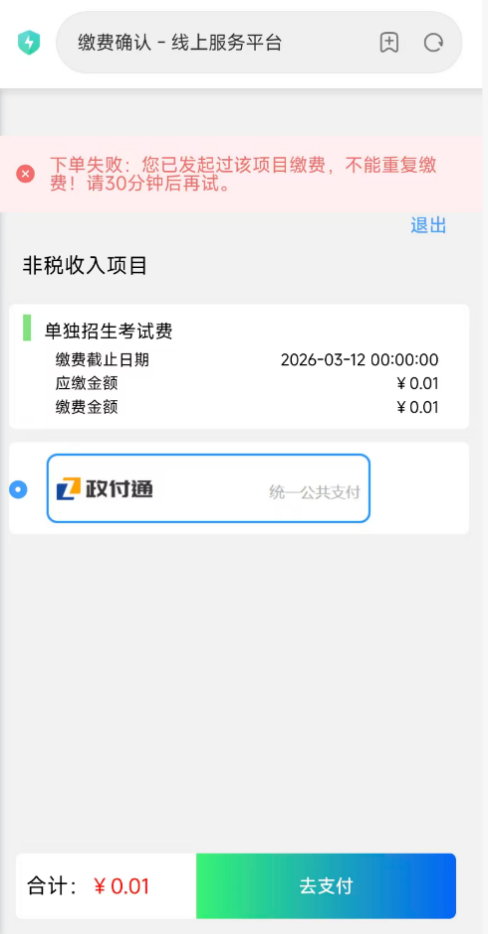 缴费确认 - 线上服务平台
下单失败：您已发起过该项目缴费，不能重复缴
费！请30分钟后再试。
退出
非税收入项目
单独招生考试费
缴费截止日期 2026-03-12 00:00:00
应缴金额 ¥ 0.01
缴费金额 ¥ 0.01
政付通 统一公共支付
合计：¥ 0.01 去支付